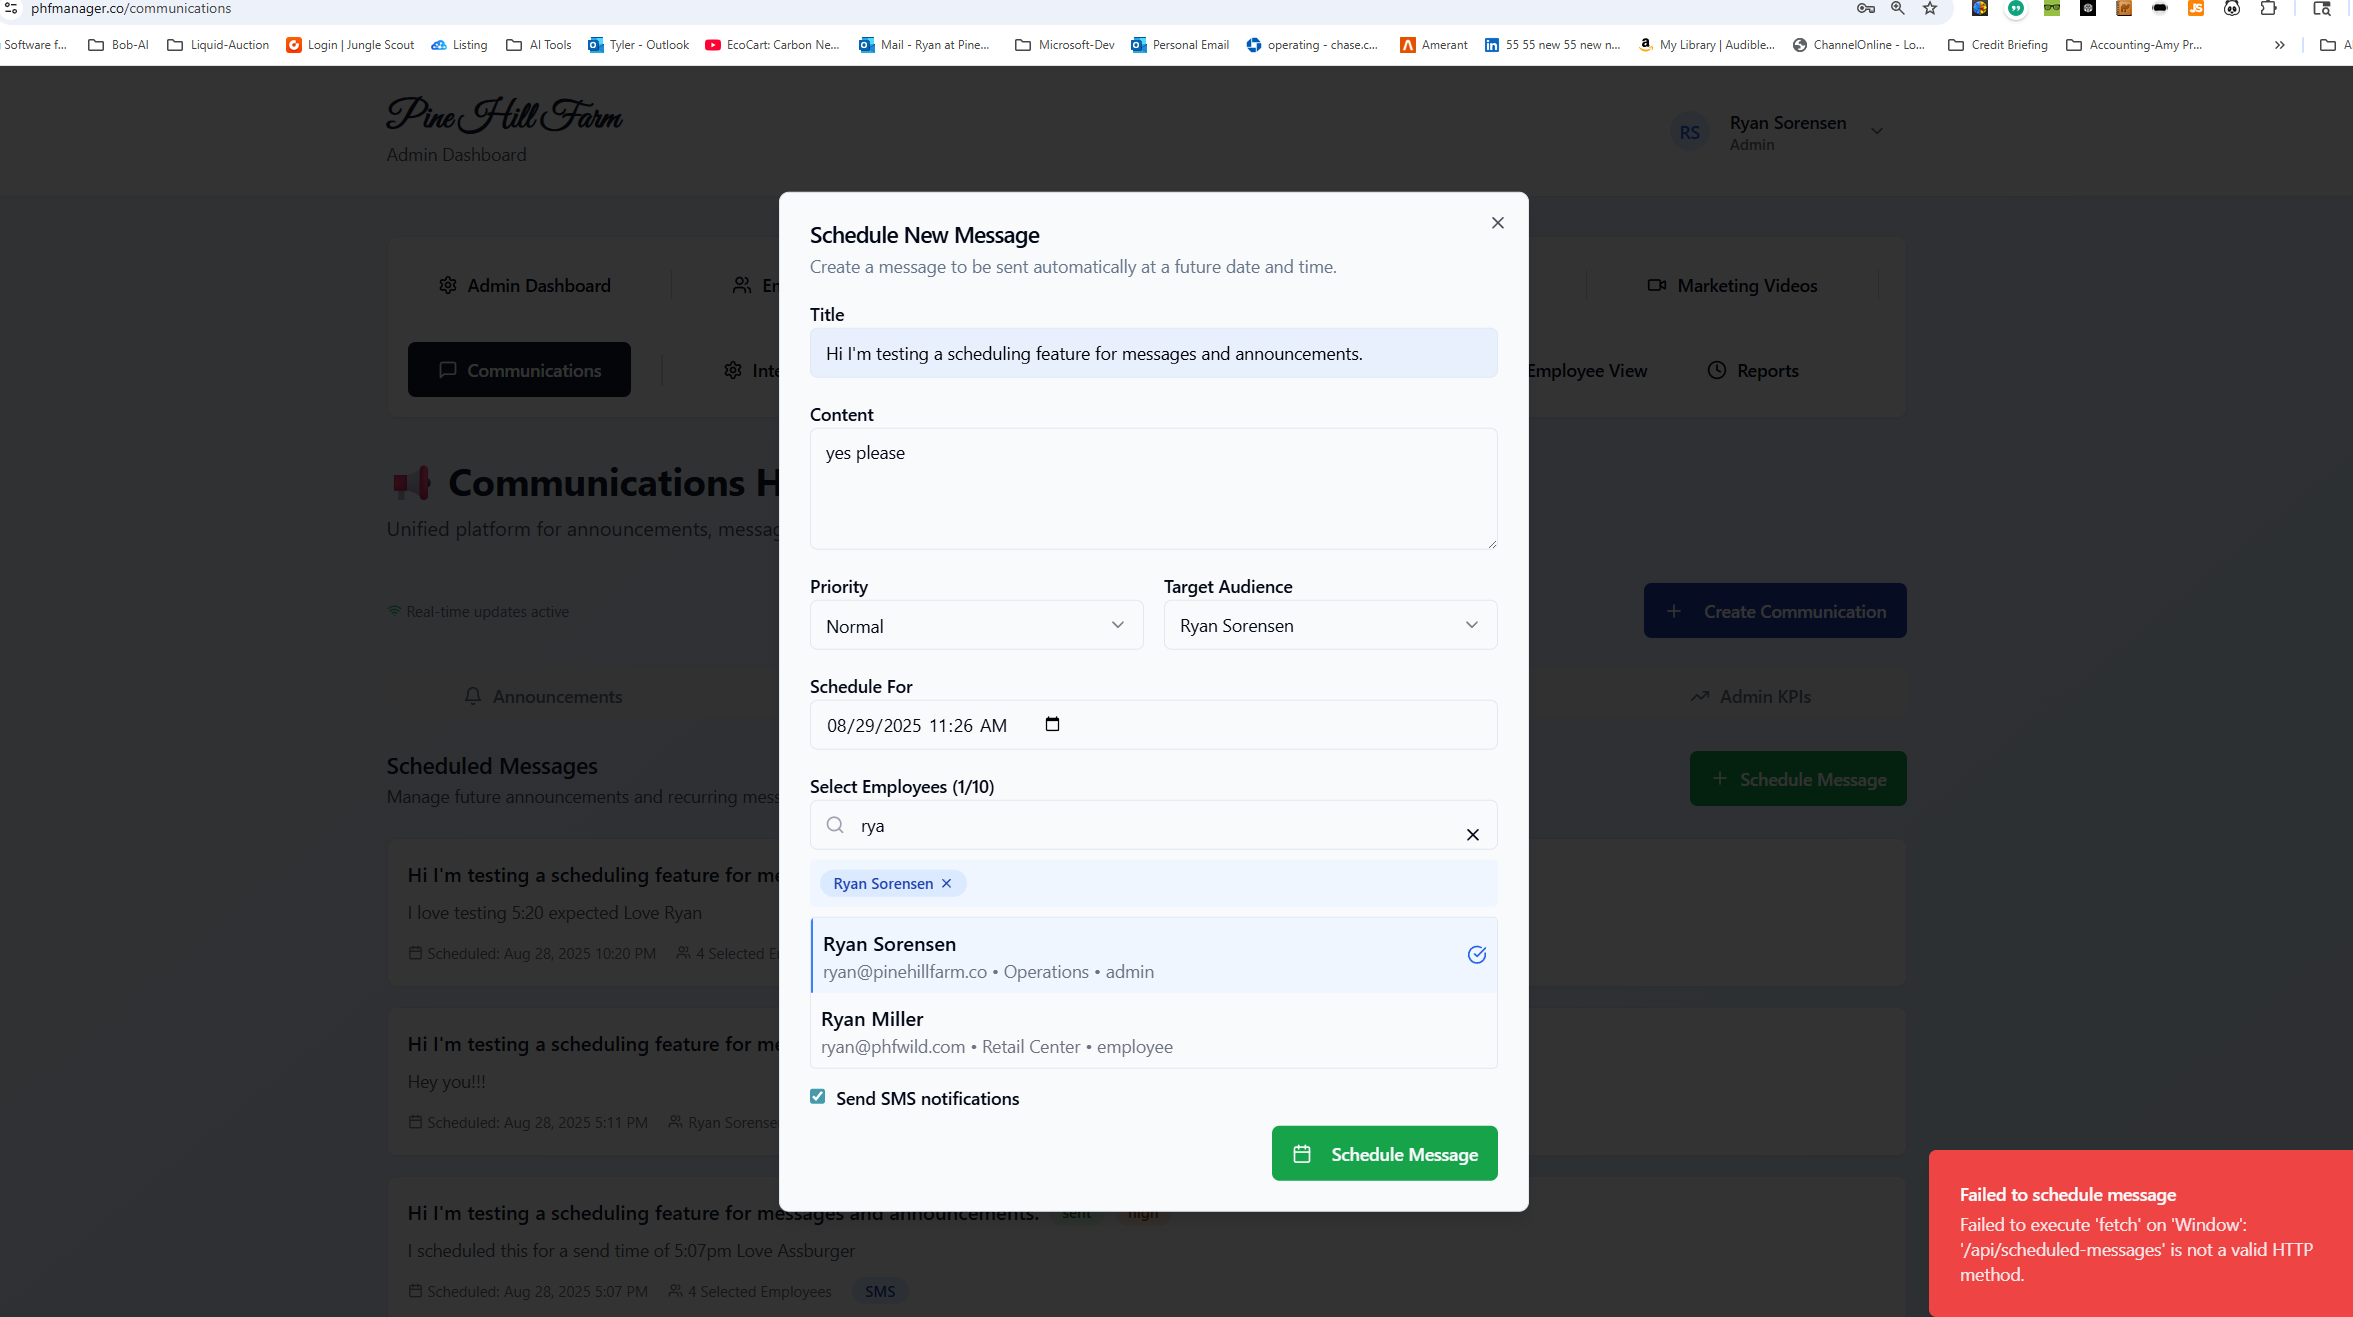 phfmanager.co/communications
Software f...
Bob-AI
Liquid-Auction
Login | Jungle Scout
Listing
AI Tools
Tyler - Outlook
EcoCart: Carbon Ne...
Mail - Ryan at Pine...
Microsoft-Dev
Personal Email
operating - chase.c...
Amerant
55 55 new 55 new n...
My Library | Audible...
ChannelOnline - Lo...
Credit Briefing
Accounting-Amy Pr...
Pine Hill Farm
Admin Dashboard
RS
Ryan Sorensen
Admin
Admin Dashboard
Marketing Videos
Communications
Employee View
Reports
Communications H
Unified platform for announcements, messag
Real-time updates active
Create Communication
Announcements
Admin KPIs
Scheduled Messages
Manage future announcements and recurring mess
Schedule Message
Hi I'm testing a scheduling feature for me
I love testing 5:20 expected Love Ryan
Scheduled: Aug 28, 2025 10:20 PM
4 Selected E
Hi I'm testing a scheduling feature for me
Hey you!!!
Scheduled: Aug 28, 2025 5:11 PM
Ryan Sorense
Hi I'm testing a scheduling feature for messages and announcements.
sent
high
I scheduled this for a send time of 5:07pm Love Assburger
Scheduled: Aug 28, 2025 5:07 PM
4 Selected Employees
SMS
Schedule New Message
Create a message to be sent automatically at a future date and time.
Title
Hi I'm testing a scheduling feature for messages and announcements.
Content
yes please
Priority
Target Audience
Normal
Ryan Sorensen
Schedule For
08/29/2025 11:26 AM
Select Employees (1/10)
rya
Ryan Sorensen
Ryan Sorensen
ryan@pinehillfarm.co • Operations • admin
Ryan Miller
ryan@phfwild.com • Retail Center • employee
Send SMS notifications
Schedule Message
Failed to schedule message
Failed to execute 'fetch' on 'Window':
'/api/scheduled-messages' is not a valid HTTP
method.